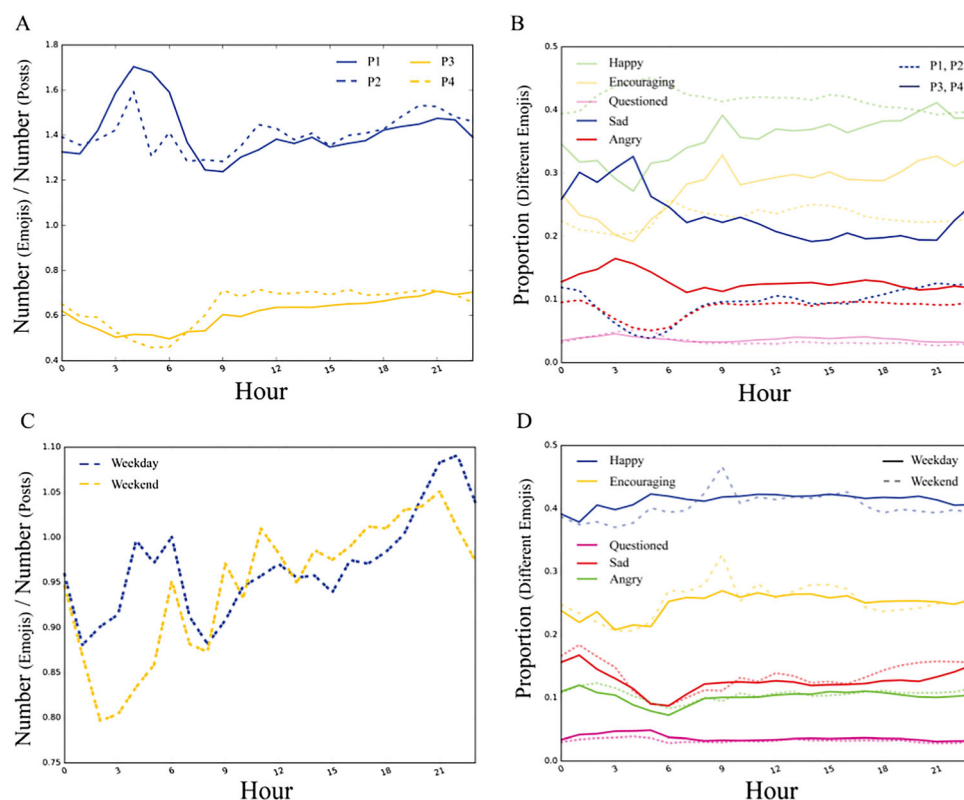 A
Number (Emojis) / Number (Posts)
1.8
1.6
1.4
1.2
1.0
0.8
0.6
0.4
P1 P3
P2 P4
0 3 6 9 12 15 18 21
Hour
B
Proportion (Different Emojis)
0.5
0.4
0.3
0.2
0.1
0.0
Happy
Encouraging
Questioned
Sad
Angry
P1, P2
P3, P4
0 3 6 9 12 15 18 21
Hour
C
Number (Emojis) / Number (Posts)
1.10
1.05
1.00
0.95
0.90
0.85
0.80
0.75
Weekday
Weekend
0 3 6 9 12 15 18 21
Hour
D
Proportion (Different Emojis)
0.5
0.4
0.3
0.2
0.1
0.0
Happy
Encouraging
Questioned
Sad
Angry
Weekday
Weekend
0 3 6 9 12 15 18 21
Hour